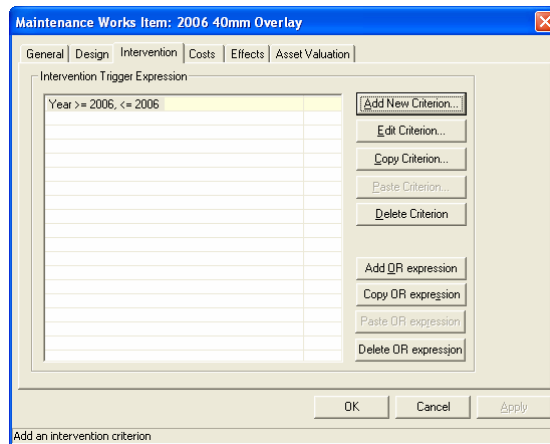 Maintenance Works Item: 2006 40mm Overlay
General Design Intervention Costs Effects Asset Valuation
Intervention Trigger Expression
Year >= 2006, <= 2006
Add New Criterion...
Edit Criterion...
Copy Criterion...
Paste Criterion...
Delete Criterion
Add OR expression
Copy OR expression
Paste OR expression
Delete OR expression
OK Cancel Apply
Add an intervention criterion